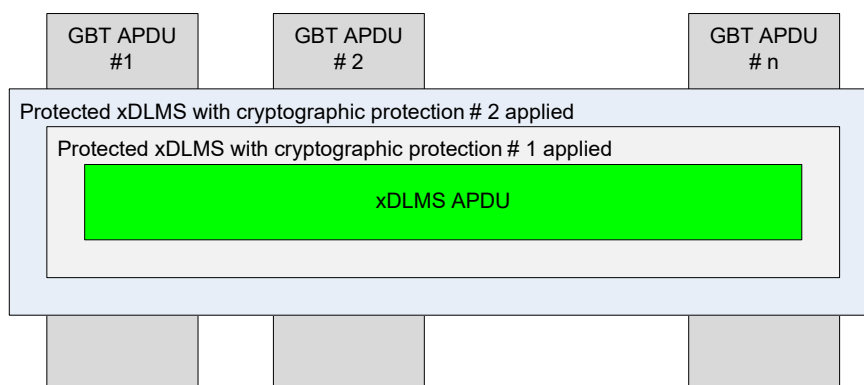 GBT APDU
#1
GBT APDU
# 2
GBT APDU
# n
Protected xDLMS with cryptographic protection # 2 applied
Protected xDLMS with cryptographic protection # 1 applied
xDLMS APDU